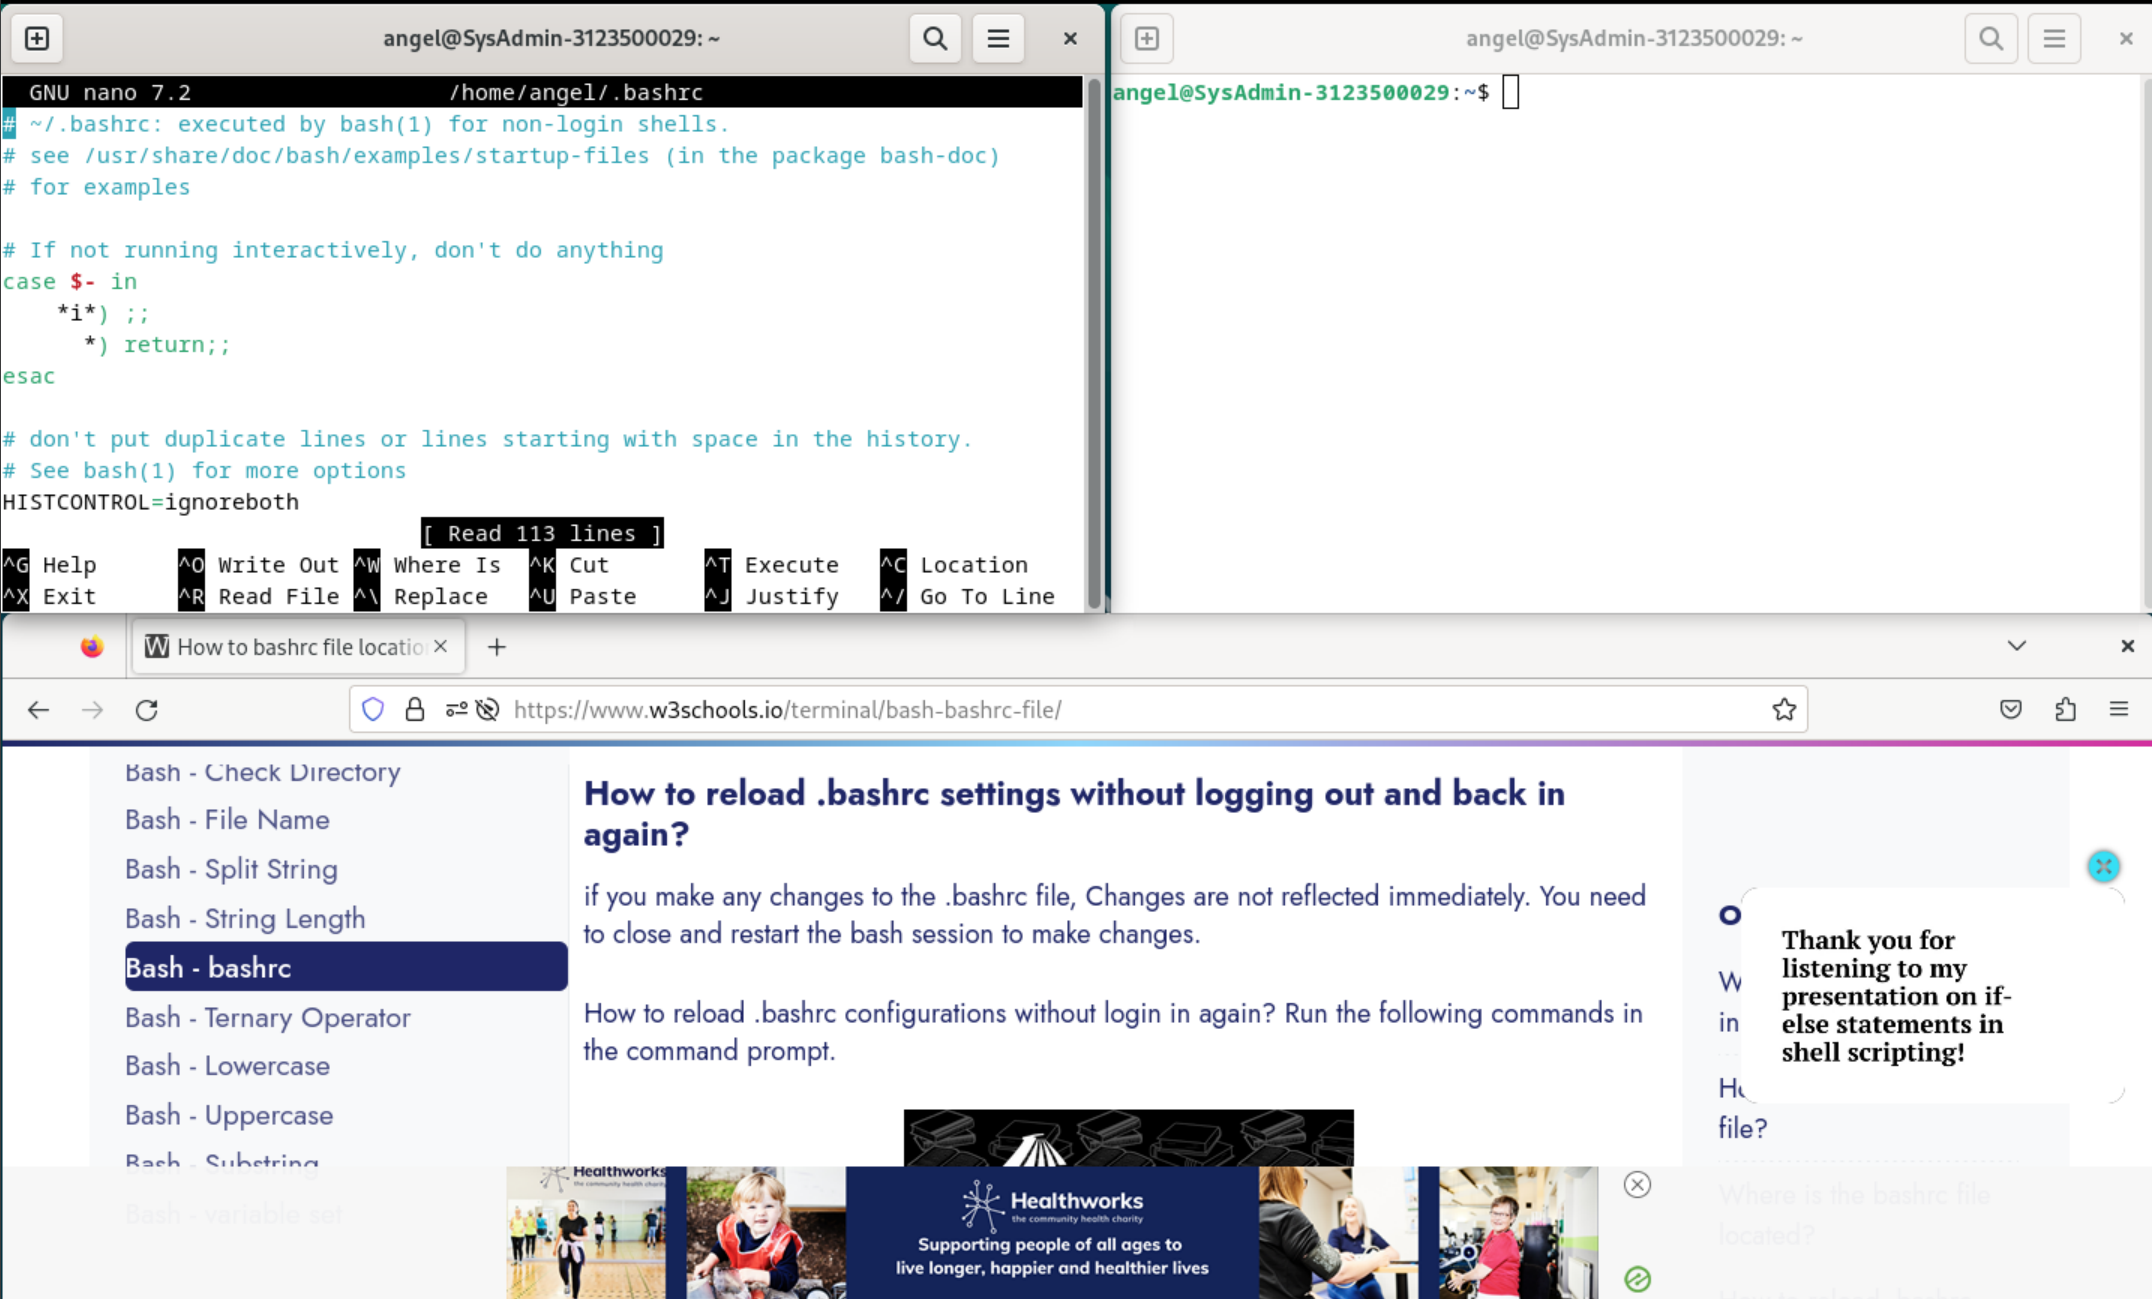 angel@SysAdmin-3123500029: ~
GNU nano 7.2 /home/angel/.bashrc
# ~/.bashrc: executed by bash(1) for non-login shells.
# see /usr/share/doc/bash/examples/startup-files (in the package bash-doc)
# for examples
# If not running interactively, don't do anything
case $- in
*i*) ;;
*) return;;
esac
# don't put duplicate lines or lines starting with space in the history.
# See bash(1) for more options
HISTCONTROL=ignoreboth
[ Read 113 lines ]
^G Help ^O Write Out ^W Where Is ^K Cut ^T Execute ^C Location
^X Exit ^R Read File ^\ Replace ^U Paste ^J Justify ^/ Go To Line
angel@SysAdmin-3123500029: ~
angel@SysAdmin-3123500029:~$
How to bashrc file locatio
https://www.w3schools.io/terminal/bash-bashrc-file/
Bash - Check Directory
Bash - File Name
Bash - Split String
Bash - String Length
Bash - bashrc
Bash - Ternary Operator
Bash - Lowercase
Bash - Uppercase
Bash - Substring
Bash - variable set
How to reload .bashrc settings without logging out and back in
again?
if you make any changes to the .bashrc file, Changes are not reflected immediately. You need
to close and restart the bash session to make changes.
How to reload .bashrc configurations without login in again? Run the following commands in
the command prompt.
Thank you for
listening to my
presentation on if-
else statements in
shell scripting!
in
file?
Where is the bashrc file
located?
Healthworks
the community health charity
Healthworks
the community health charity
Supporting people of all ages to
live longer, happier and healthier lives